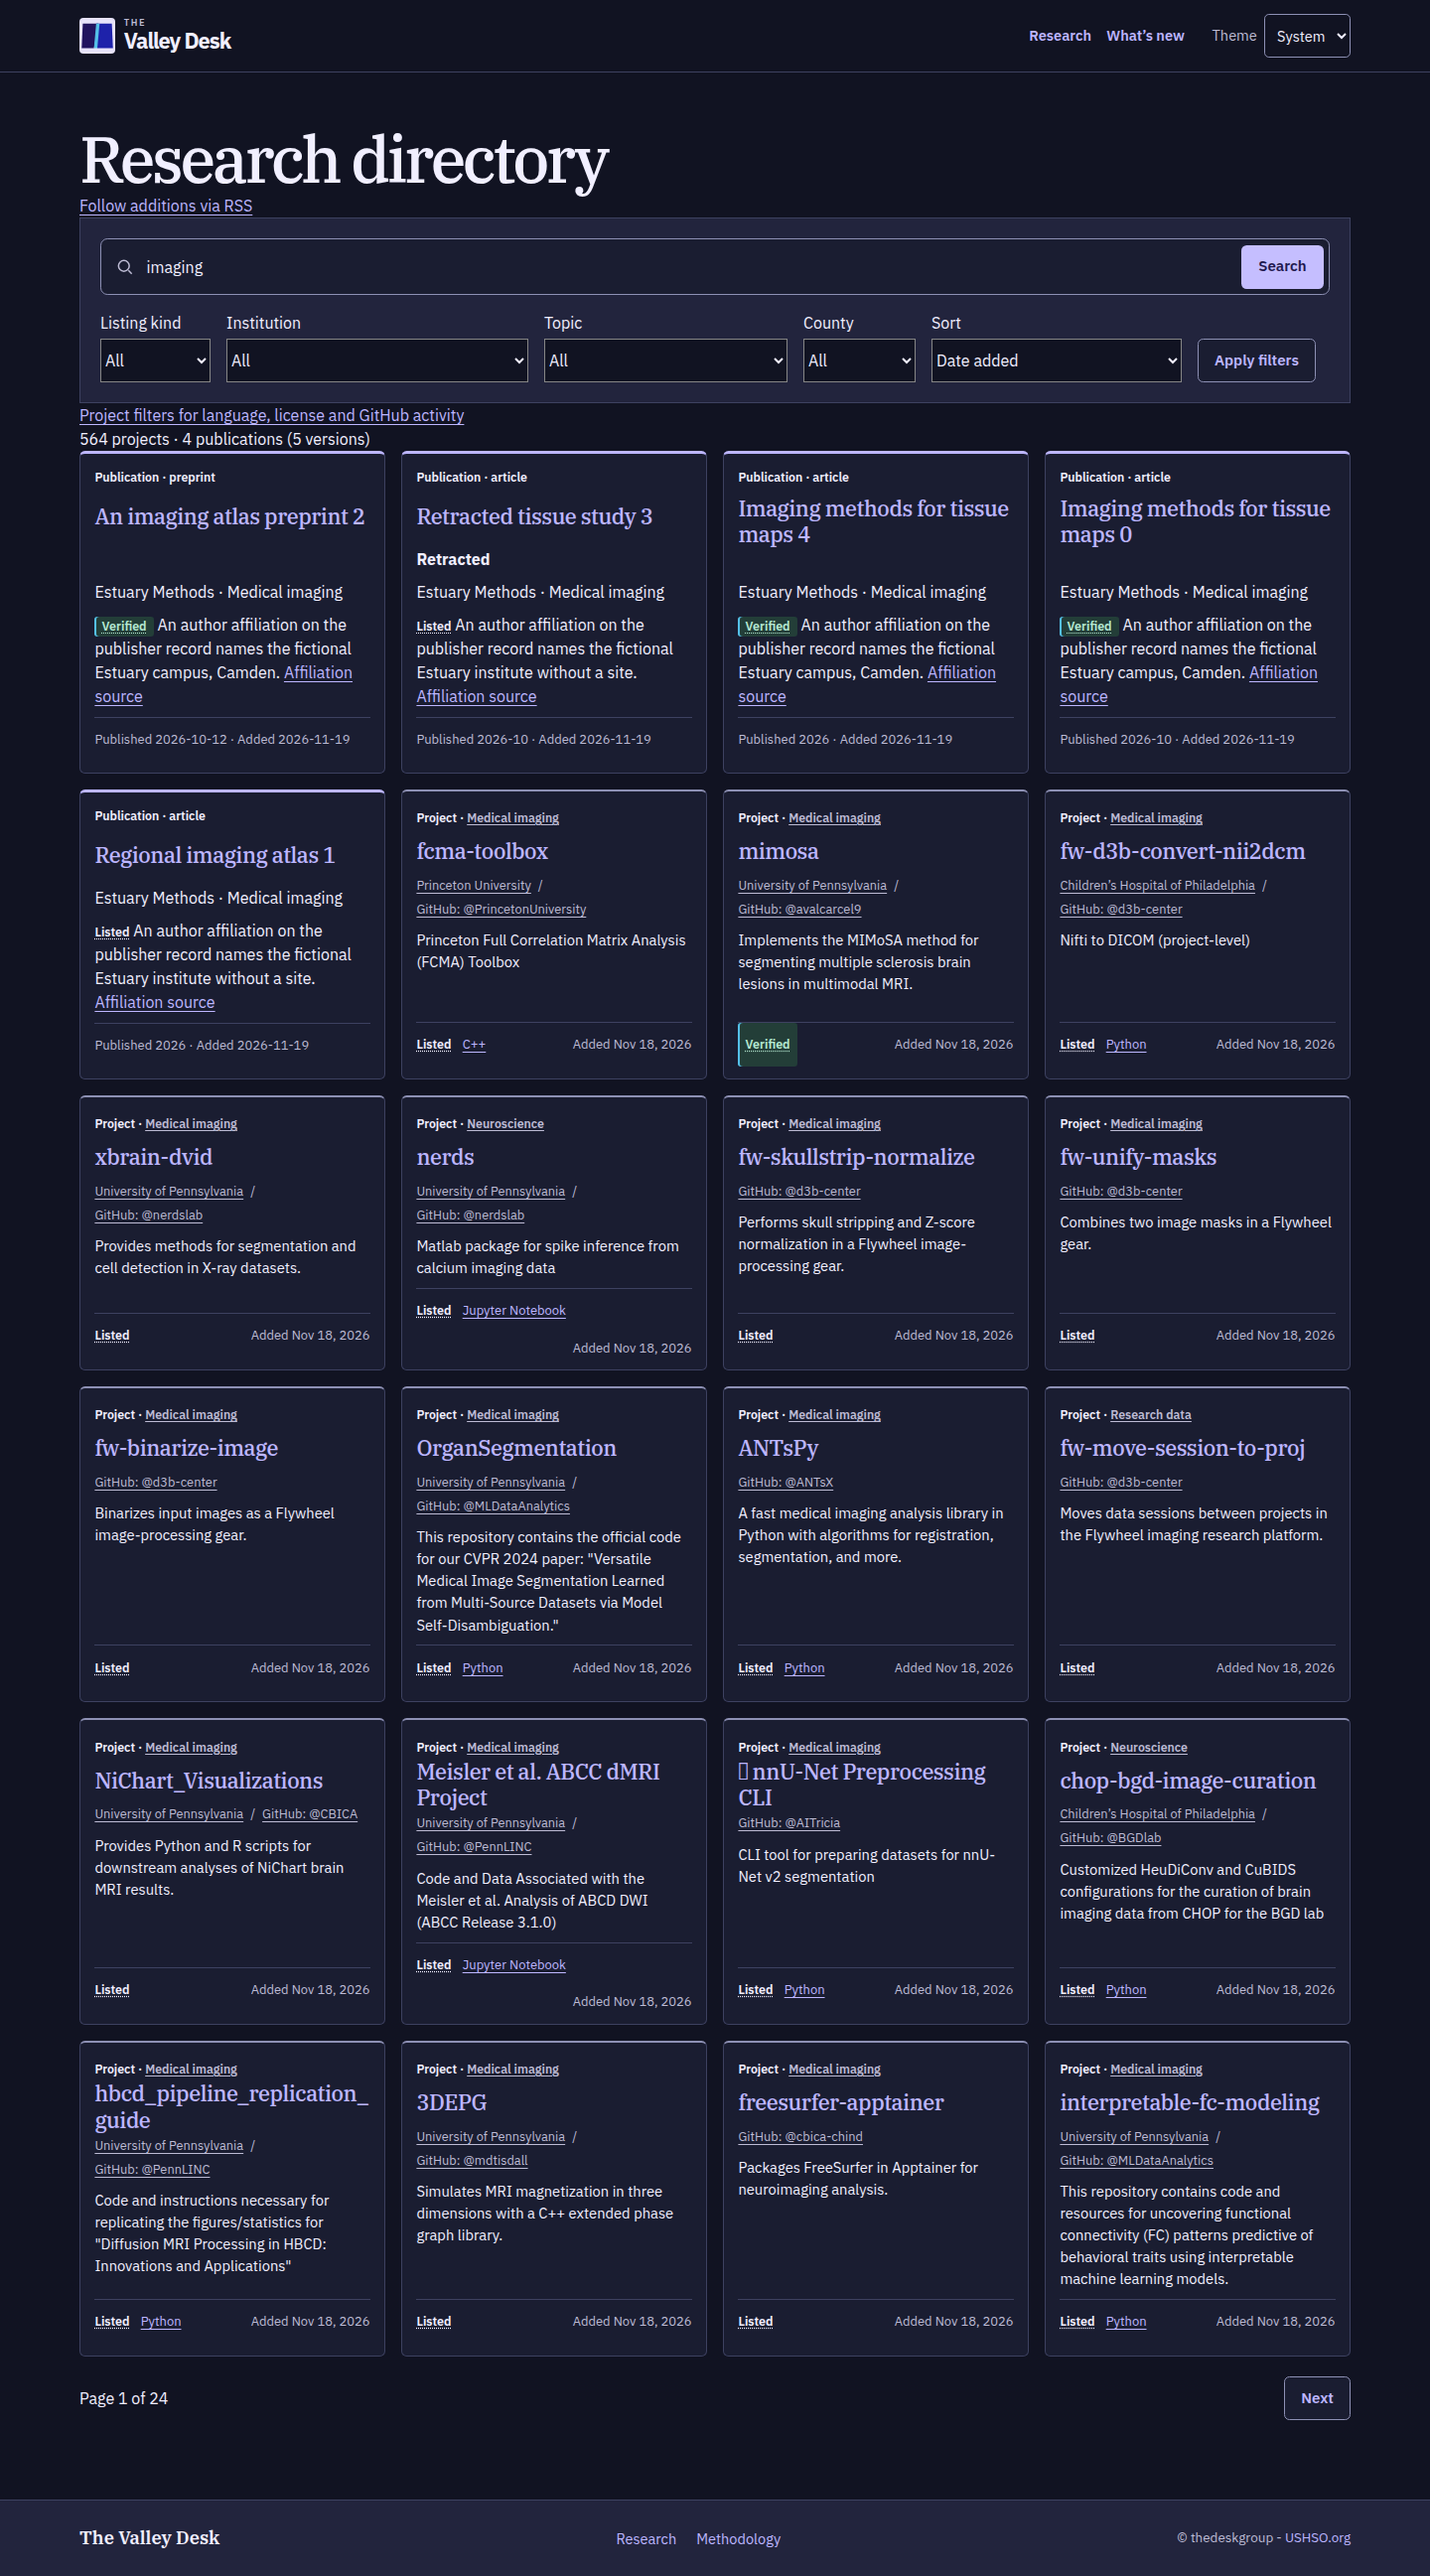 THE
Valley Desk
Research What's new Theme System
Research directory
Follow additions via RSS
imaging Search
Listing kind Institution Topic County Sort
All All All All Date added Apply filters
Project filters for language, license and GitHub activity
564 projects · 4 publications (5 versions)
Publication · preprint
An imaging atlas preprint 2
Estuary Methods · Medical imaging
Verified An author affiliation on the
publisher record names the fictional
Estuary campus, Camden. Affiliation
source
Published 2026-10-12 · Added 2026-11-19
Publication · article
Retracted tissue study 3
Retracted
Estuary Methods · Medical imaging
Listed An author affiliation on the
publisher record names the fictional
Estuary institute without a site.
Affiliation source
Published 2026-10 · Added 2026-11-19
Publication · article
Imaging methods for tissue
maps 4
Estuary Methods · Medical imaging
Verified An author affiliation on the
publisher record names the fictional
Estuary campus, Camden. Affiliation
source
Published 2026 · Added 2026-11-19
Publication · article
Imaging methods for tissue
maps 0
Estuary Methods · Medical imaging
Verified An author affiliation on the
publisher record names the fictional
Estuary campus, Camden. Affiliation
source
Published 2026-10 · Added 2026-11-19
Publication · article
Regional imaging atlas 1
Estuary Methods · Medical imaging
Listed An author affiliation on the
publisher record names the fictional
Estuary institute without a site.
Affiliation source
Published 2026 · Added 2026-11-19
Project · Medical imaging
fcma-toolbox
Princeton University /
GitHub: @PrincetonUniversity
Princeton Full Correlation Matrix Analysis
(FCMA) Toolbox
Listed C++ Added Nov 18, 2026
Project · Medical imaging
mimosa
University of Pennsylvania /
GitHub: @avalcarcel9
Implements the MIMoSA method for
segmenting multiple sclerosis brain
lesions in multimodal MRI.
Verified Added Nov 18, 2026
Project · Medical imaging
fw-d3b-convert-nii2dcm
Children's Hospital of Philadelphia /
GitHub: @d3b-center
Nifti to DICOM (project-level)
Listed Python Added Nov 18, 2026
Project · Medical imaging
xbrain-dvid
University of Pennsylvania /
GitHub: @nerdslab
Provides methods for segmentation and
cell detection in X-ray datasets.
Listed Added Nov 18, 2026
Project · Neuroscience
nerds
University of Pennsylvania /
GitHub: @nerdslab
Matlab package for spike inference from
calcium imaging data
Listed Jupyter Notebook
Added Nov 18, 2026
Project · Medical imaging
fw-skullstrip-normalize
GitHub: @d3b-center
Performs skull stripping and Z-score
normalization in a Flywheel image-
processing gear.
Listed Added Nov 18, 2026
Project · Medical imaging
fw-unify-masks
GitHub: @d3b-center
Combines two image masks in a Flywheel
gear.
Listed Added Nov 18, 2026
Project · Medical imaging
fw-binarize-image
GitHub: @d3b-center
Binarizes input images as a Flywheel
image-processing gear.
Listed Added Nov 18, 2026
Project · Medical imaging
OrganSegmentation
University of Pennsylvania /
GitHub: @MLDataAnalytics
This repository contains the official code
for our CVPR 2024 paper: "Versatile
Medical Image Segmentation Learned
from Multi-Source Datasets via Model
Self-Disambiguation."
Listed Python Added Nov 18, 2026
Project · Medical imaging
ANTsPy
GitHub: @ANTsX
A fast medical imaging analysis library in
Python with algorithms for registration,
segmentation, and more.
Listed Python Added Nov 18, 2026
Project · Research data
fw-move-session-to-proj
GitHub: @d3b-center
Moves data sessions between projects in
the Flywheel imaging research platform.
Listed Added Nov 18, 2026
Project · Medical imaging
NiChart_Visualizations
University of Pennsylvania / GitHub: @CBICA
Provides Python and R scripts for
downstream analyses of NiChart brain
MRI results.
Listed Added Nov 18, 2026
Project · Medical imaging
Meisler et al. ABCC dMRI
Project
University of Pennsylvania /
GitHub: @PennLINC
Code and Data Associated with the
Meisler et al. Analysis of ABCD DWI
(ABCC Release 3.1.0)
Listed Jupyter Notebook
Added Nov 18, 2026
Project · Medical imaging
nnU-Net Preprocessing
CLI
GitHub: @AITricia
CLI tool for preparing datasets for nnU-
Net v2 segmentation
Listed Python Added Nov 18, 2026
Project · Neuroscience
chop-bgd-image-curation
Children's Hospital of Philadelphia /
GitHub: @BGDlab
Customized HeuDiConv and CuBIDS
configurations for the curation of brain
imaging data from CHOP for the BGD lab
Listed Python Added Nov 18, 2026
Project · Medical imaging
hbcd_pipeline_replication_
guide
University of Pennsylvania /
GitHub: @PennLINC
Code and instructions necessary for
replicating the figures/statistics for
"Diffusion MRI Processing in HBCD:
Innovations and Applications"
Listed Python Added Nov 18, 2026
Project · Medical imaging
3DEPG
University of Pennsylvania /
GitHub: @mdtisdall
Simulates MRI magnetization in three
dimensions with a C++ extended phase
graph library.
Listed Added Nov 18, 2026
Project · Medical imaging
freesurfer-apptainer
GitHub: @cbica-chind
Packages FreeSurfer in Apptainer for
neuroimaging analysis.
Listed Added Nov 18, 2026
Project · Medical imaging
interpretable-fc-modeling
University of Pennsylvania /
GitHub: @MLDataAnalytics
This repository contains code and
resources for uncovering functional
connectivity (FC) patterns predictive of
behavioral traits using interpretable
machine learning models.
Listed Python Added Nov 18, 2026
Page 1 of 24 Next
The Valley Desk Research Methodology © thedeskgroup - USHSO.org